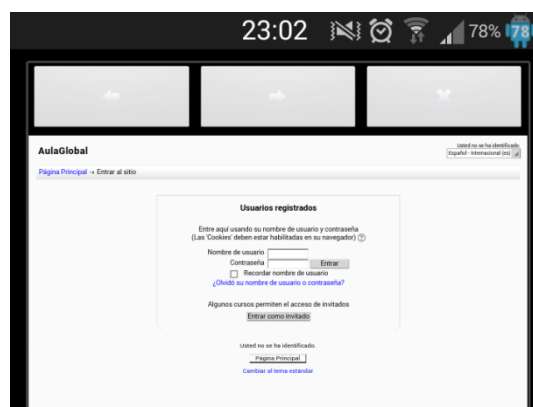 23:02 78% 78
AulaGlobal
Usted no se ha identificado.
Español - Internacional (es)
Página Principal → Entrar al sitio
Usuarios registrados
Entre aquí usando su nombre de usuario y contraseña
(Las 'Cookies' deben estar habilitadas en su navegador) ?
Nombre de usuario
Contraseña Entrar
Recordar nombre de usuario
¿Olvidó su nombre de usuario o contraseña?
Algunos cursos permiten el acceso de invitados
Entrar como invitado
Usted no se ha identificado.
Página Principal
Cambiar al tema estándar